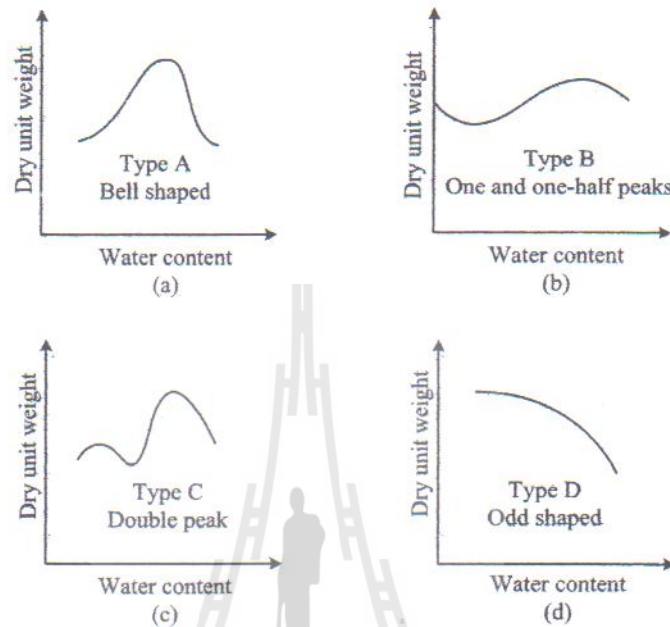 Dry unit weight
Type A
Bell shaped
Water content
(a)
Dry unit weight
Type B
One and one-half peaks
Water content
(b)
Dry unit weight
Type C
Double peak
Water content
(c)
Dry unit weight
Type D
Odd shaped
Water content
(d)